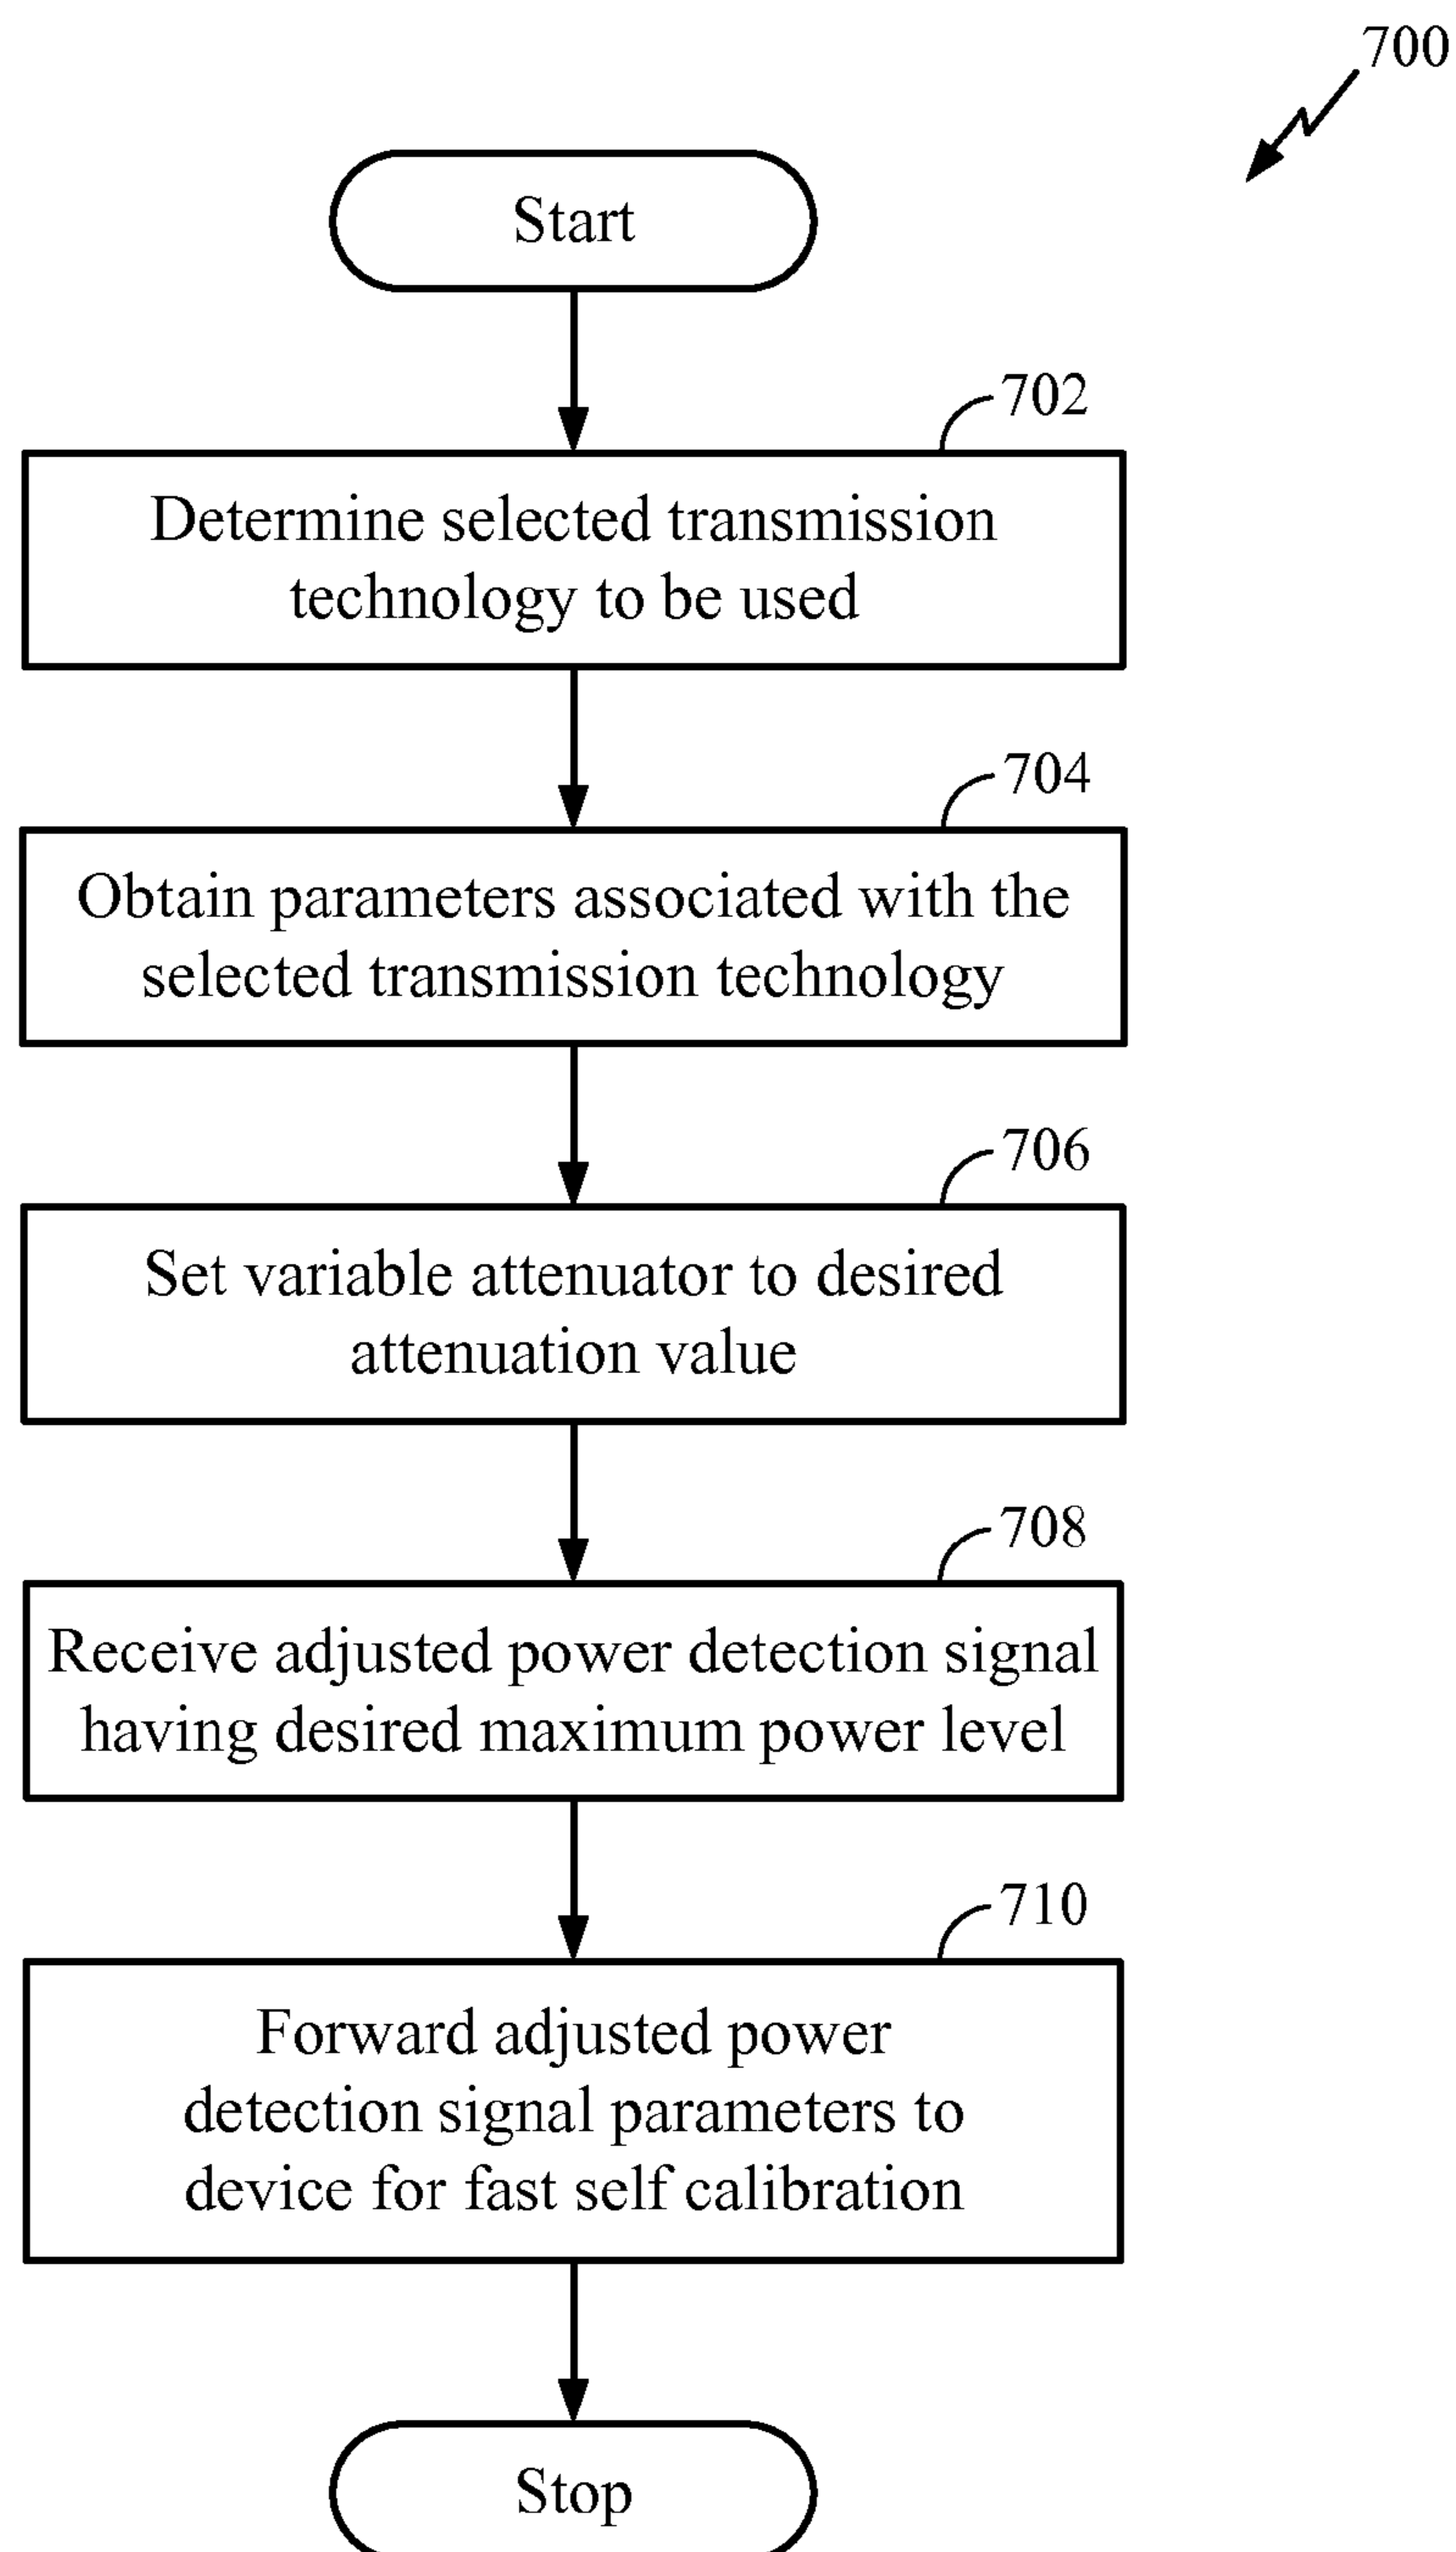 700
Start
702
Determine selected transmission
technology to be used
704
Obtain parameters associated with the
selected transmission technology
706
Set variable attenuator to desired
attenuation value
708
Receive adjusted power detection signal
having desired maximum power level
710
Forward adjusted power
detection signal parameters to
device for fast self calibration
Stop